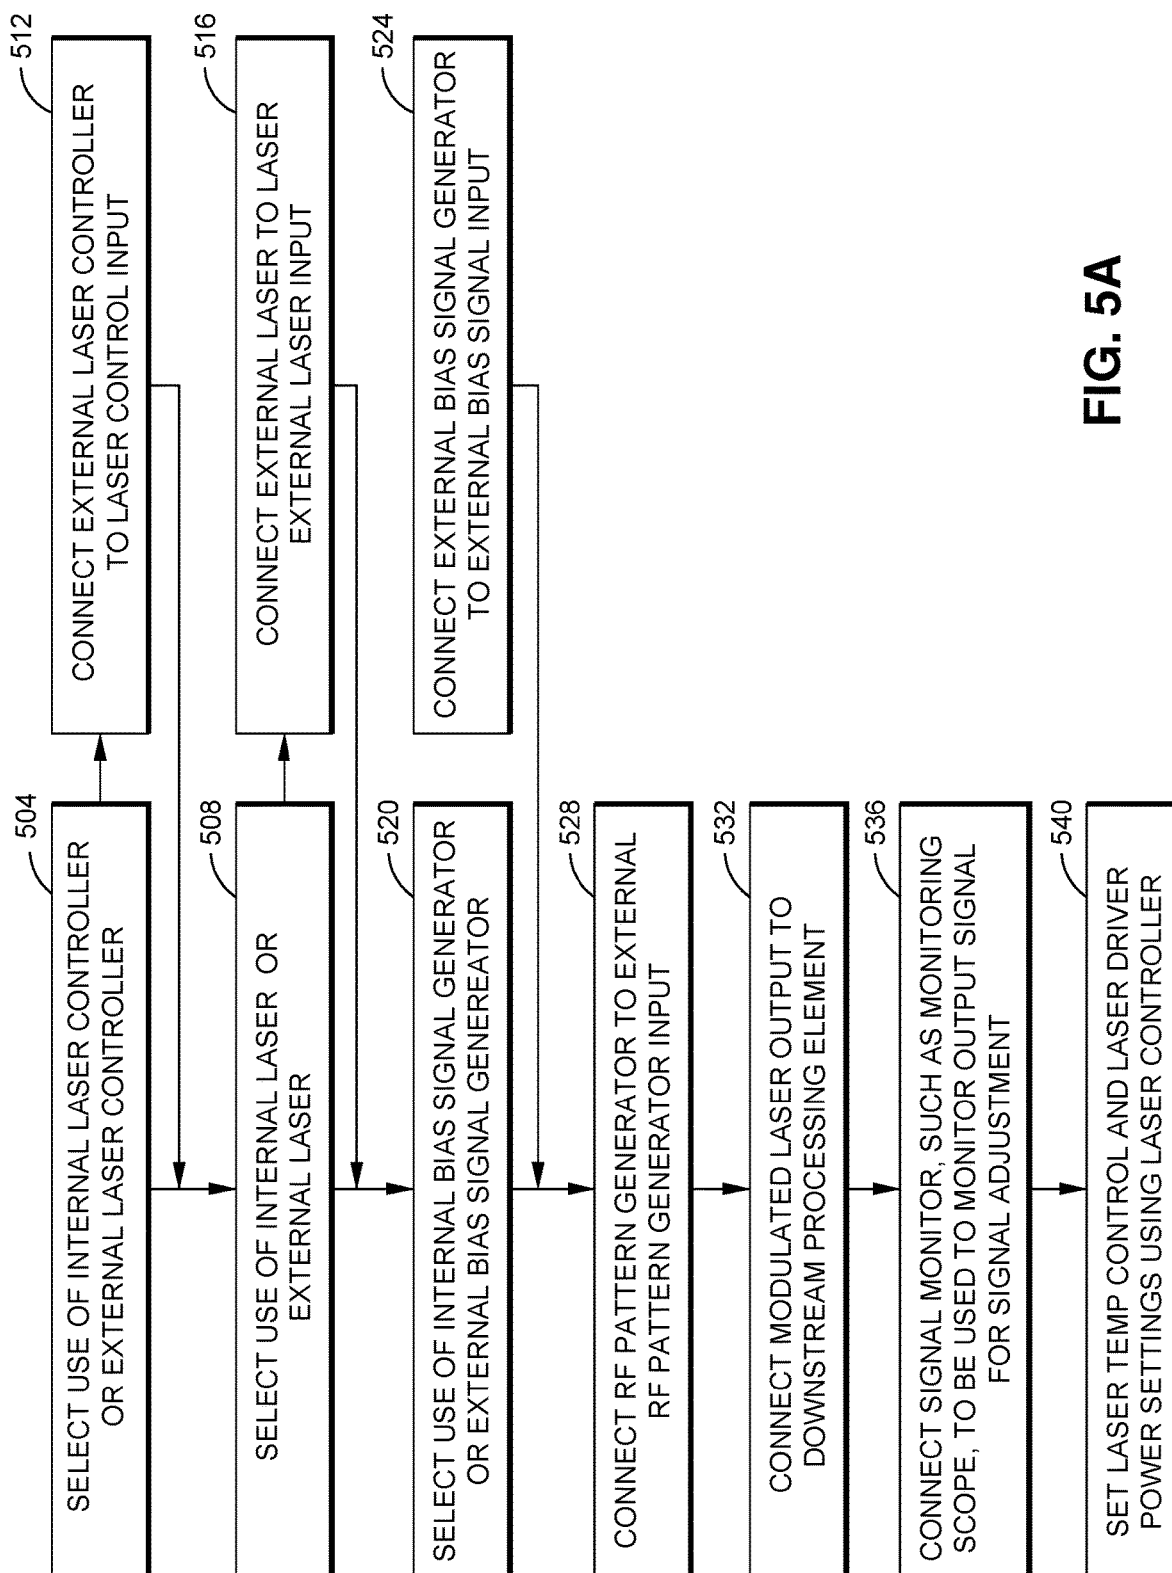 504
SELECT USE OF INTERNAL LASER CONTROLLER
OR EXTERNAL LASER CONTROLLER
512
CONNECT EXTERNAL LASER CONTROLLER
TO LASER CONTROL INPUT
508
SELECT USE OF INTERNAL LASER OR
EXTERNAL LASER
516
CONNECT EXTERNAL LASER TO LASER
EXTERNAL LASER INPUT
520
SELECT USE OF INTERNAL BIAS SIGNAL GENERATOR
OR EXTERNAL BIAS SIGNAL GENEREATOR
524
CONNECT EXTERNAL BIAS SIGNAL GENERATOR
TO EXTERNAL BIAS SIGNAL INPUT
528
CONNECT RF PATTERN GENERATOR TO EXTERNAL
RF PATTERN GENERATOR INPUT
532
CONNECT MODULATED LASER OUTPUT TO
DOWNSTREAM PROCESSING ELEMENT
536
CONNECT SIGNAL MONITOR, SUCH AS MONITORING
SCOPE, TO BE USED TO MONITOR OUTPUT SIGNAL
FOR SIGNAL ADJUSTMENT
540
SET LASER TEMP CONTROL AND LASER DRIVER
POWER SETTINGS USING LASER CONTROLLER
FIG. 5A